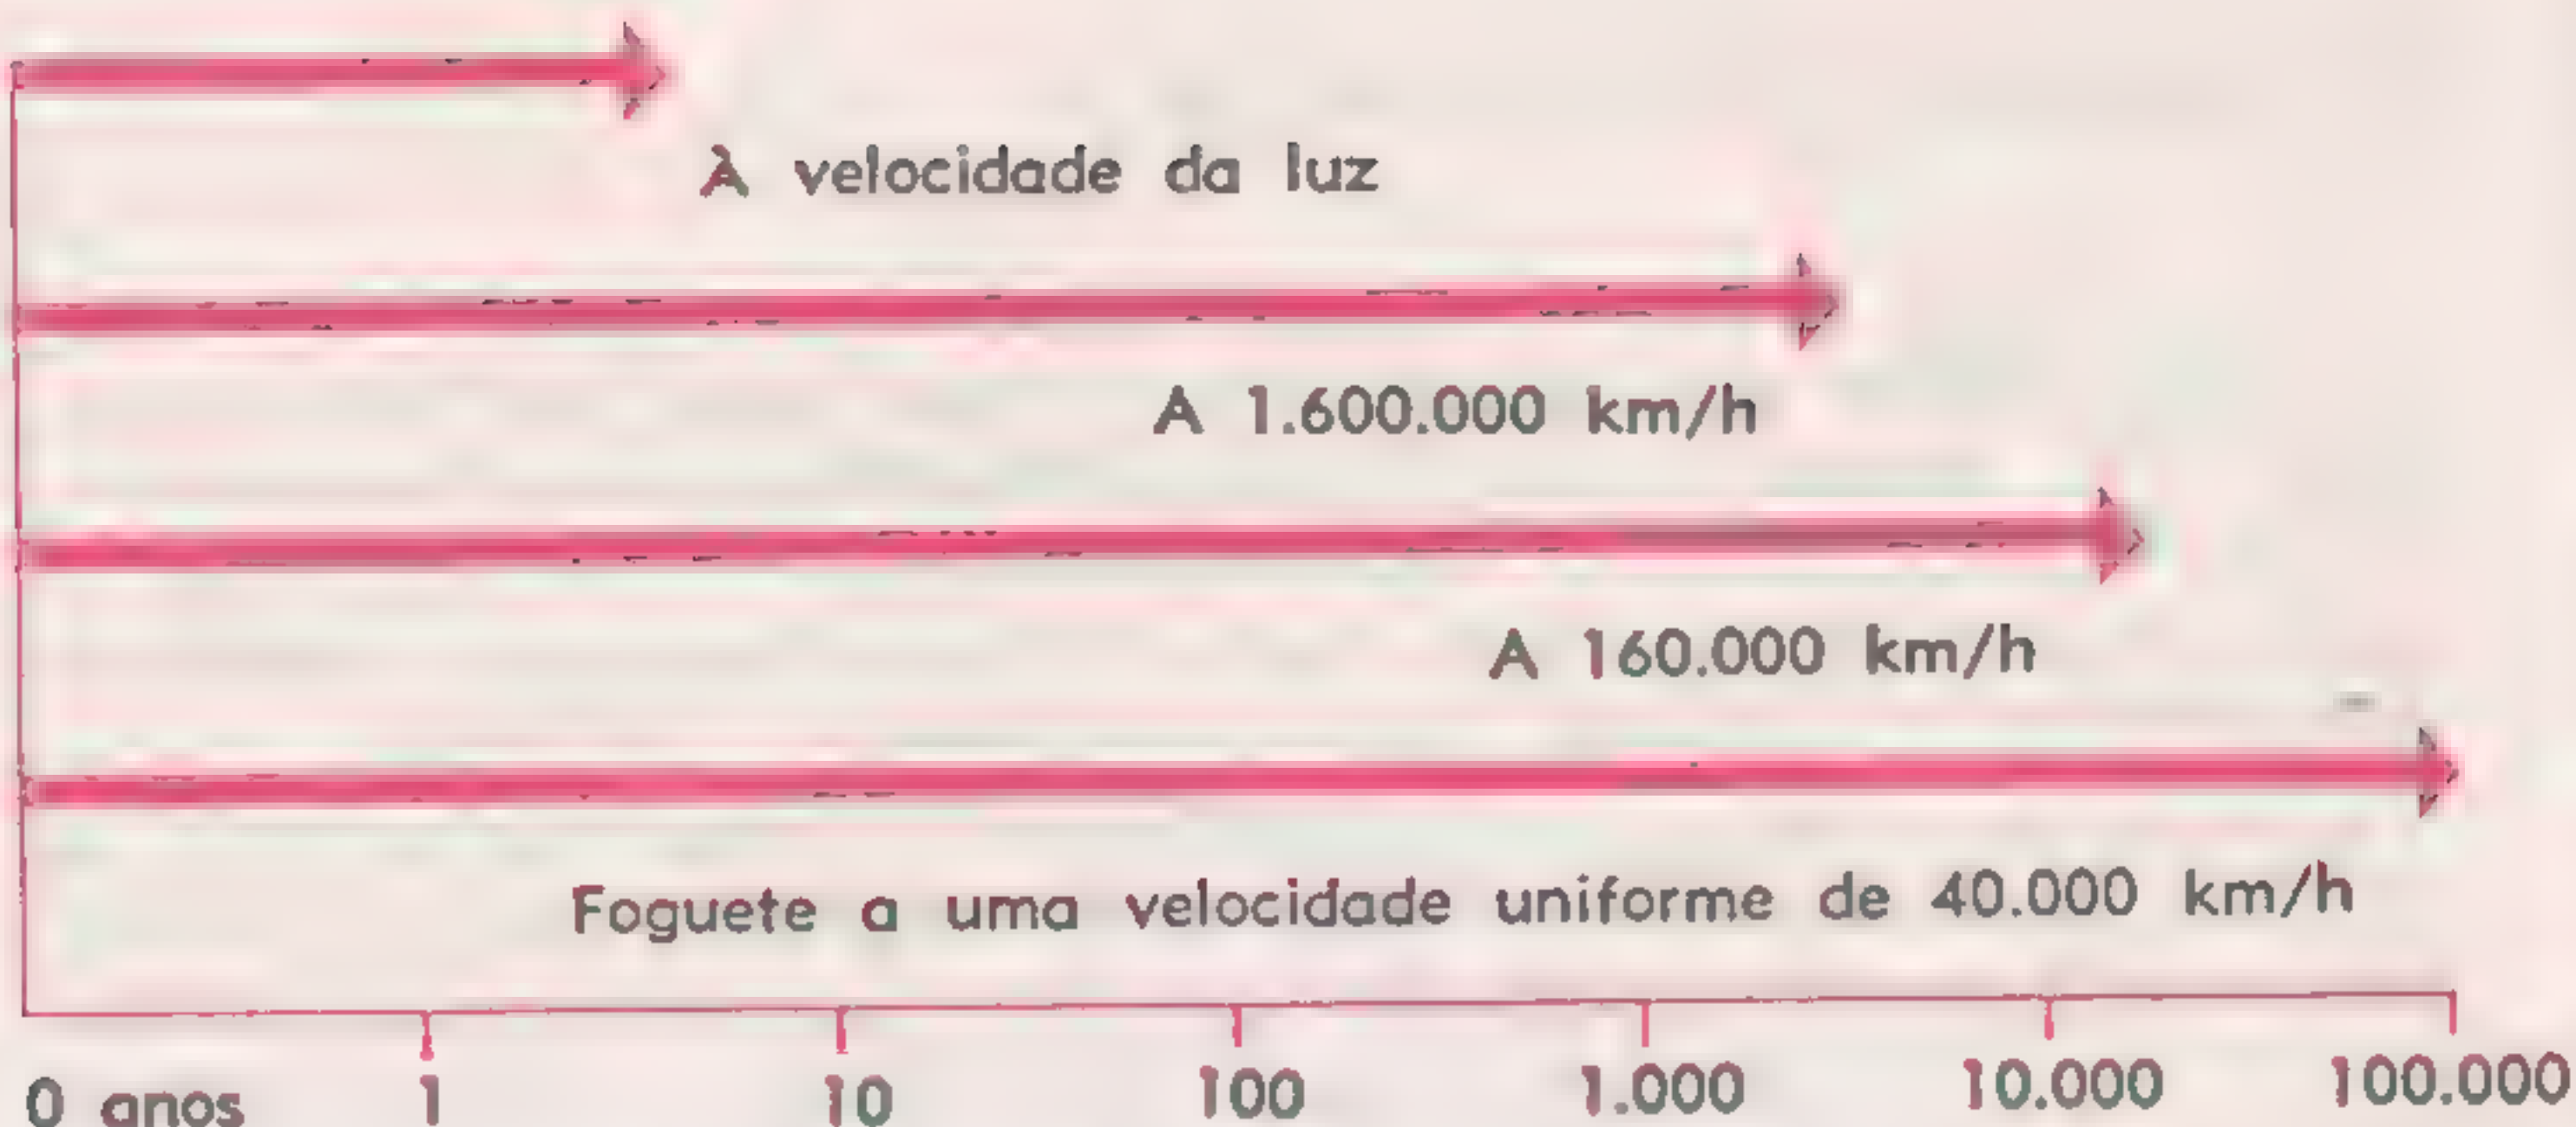 À velocidade da luz
A 1.600.000 km/h
A 160.000 km/h
Foguete a uma velocidade uniforme de 40.000 km/h
0 anos 1 10 100 1.000 10.000 100.000